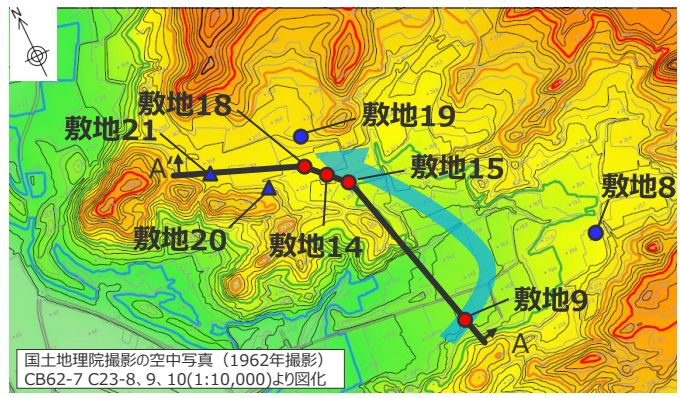 N
敷地18
敷地19
敷地21
A'
敷地15
敷地8
敷地20
敷地14
敷地9
A
国土地理院撮影の空中写真（1962年撮影）
CB62-7 C23-8、9、10(1:10,000)より図化